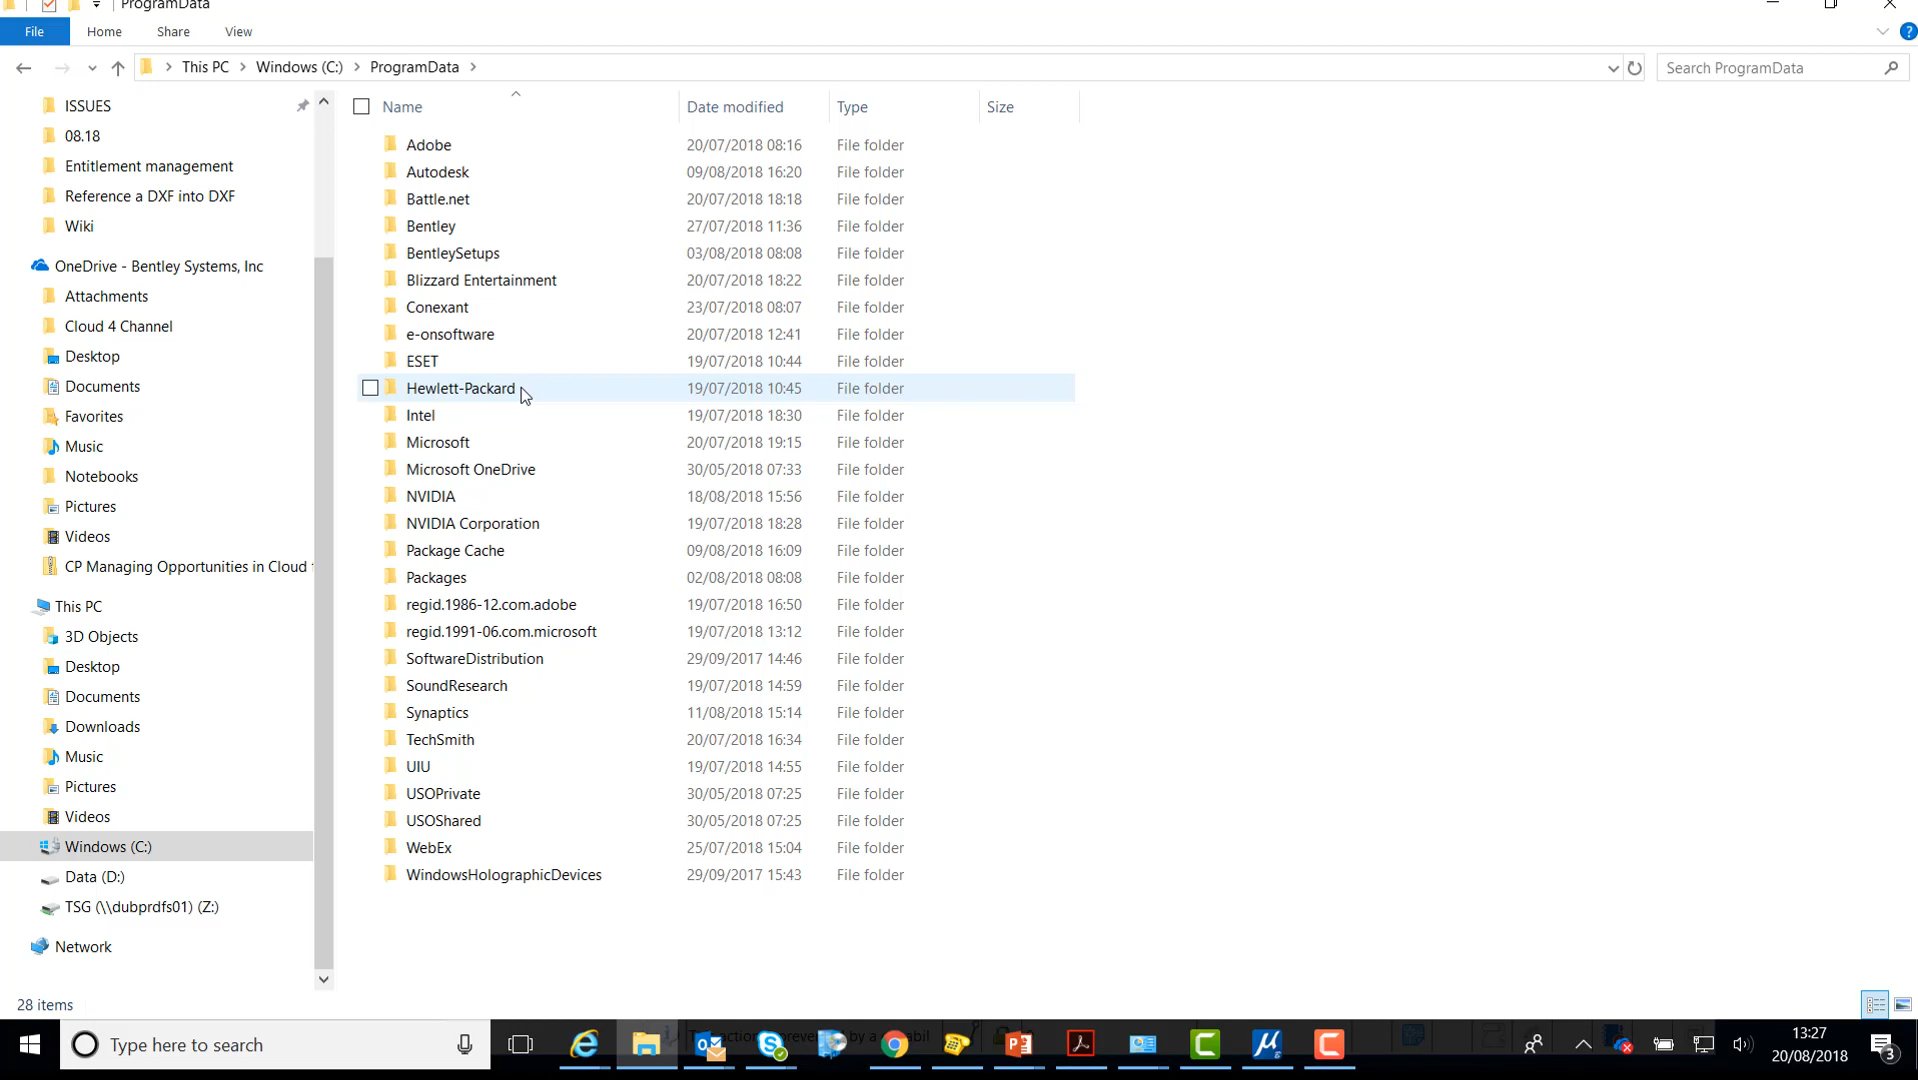 ProgramData
File Home Share View
This PC Windows (C:) ProgramData
Search ProgramData
Name Date modified Type Size
ISSUES
08.18
Entitlement management
Reference a DXF into DXF
Wiki
OneDrive - Bentley Systems, Inc
Attachments
Cloud 4 Channel
Desktop
Documents
Favorites
Music
Notebooks
Pictures
Videos
CP Managing Opportunities in Cloud
This PC
3D Objects
Desktop
Documents
Downloads
Music
Pictures
Videos
Windows (C:)
Data (D:)
TSG (\\dubprdfs01) (Z:)
Network
Adobe 20/07/2018 08:16 File folder
Autodesk 09/08/2018 16:20 File folder
Battle.net 20/07/2018 18:18 File folder
Bentley 27/07/2018 11:36 File folder
BentleySetups 03/08/2018 08:08 File folder
Blizzard Entertainment 20/07/2018 18:22 File folder
Conexant 23/07/2018 08:07 File folder
e-onsoftware 20/07/2018 12:41 File folder
ESET 19/07/2018 10:44 File folder
Hewlett-Packard 19/07/2018 10:45 File folder
Intel 19/07/2018 18:30 File folder
Microsoft 20/07/2018 19:15 File folder
Microsoft OneDrive 30/05/2018 07:33 File folder
NVIDIA 18/08/2018 15:56 File folder
NVIDIA Corporation 19/07/2018 18:28 File folder
Package Cache 09/08/2018 16:09 File folder
Packages 02/08/2018 08:08 File folder
regid.1986-12.com.adobe 19/07/2018 16:50 File folder
regid.1991-06.com.microsoft 19/07/2018 13:12 File folder
SoftwareDistribution 29/09/2017 14:46 File folder
SoundResearch 19/07/2018 14:59 File folder
Synaptics 11/08/2018 15:14 File folder
TechSmith 20/07/2018 16:34 File folder
UIU 19/07/2018 14:55 File folder
USOPrivate 30/05/2018 07:25 File folder
USOShared 30/05/2018 07:25 File folder
WebEx 25/07/2018 15:04 File folder
WindowsHolographicDevices 29/09/2017 15:43 File folder
28 items
Type here to search
13:27
20/08/2018
3